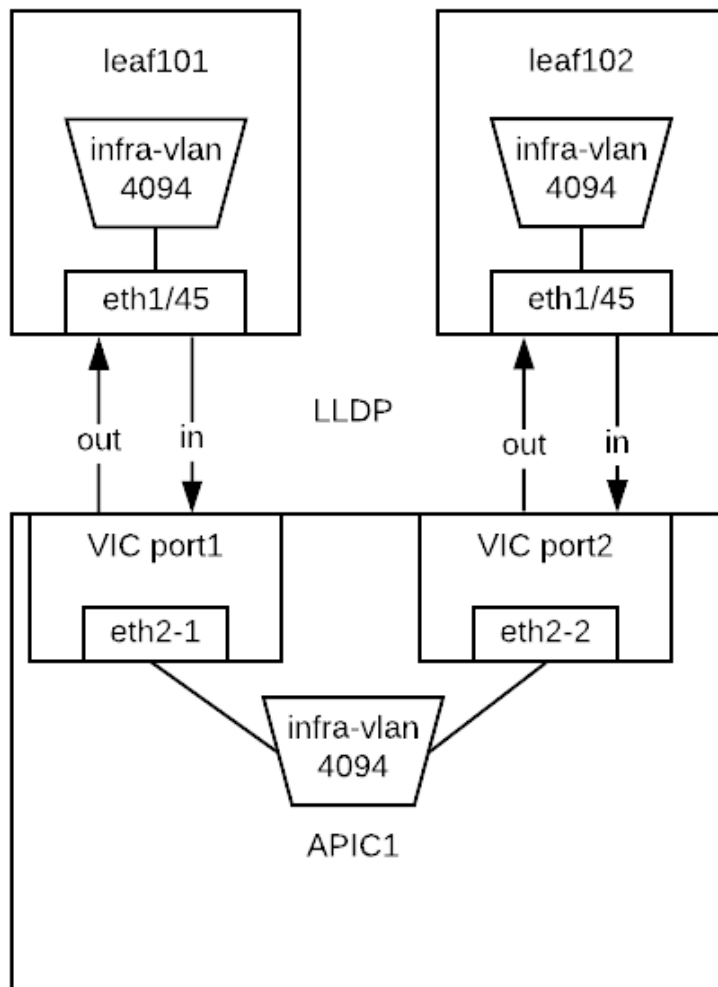 leaf101
leaf102
infra-vlan
4094
infra-vlan
4094
eth1/45
eth1/45
LLDP
out
in
out
in
VIC port1
VIC port2
eth2-1
eth2-2
infra-vlan
4094
APIC1